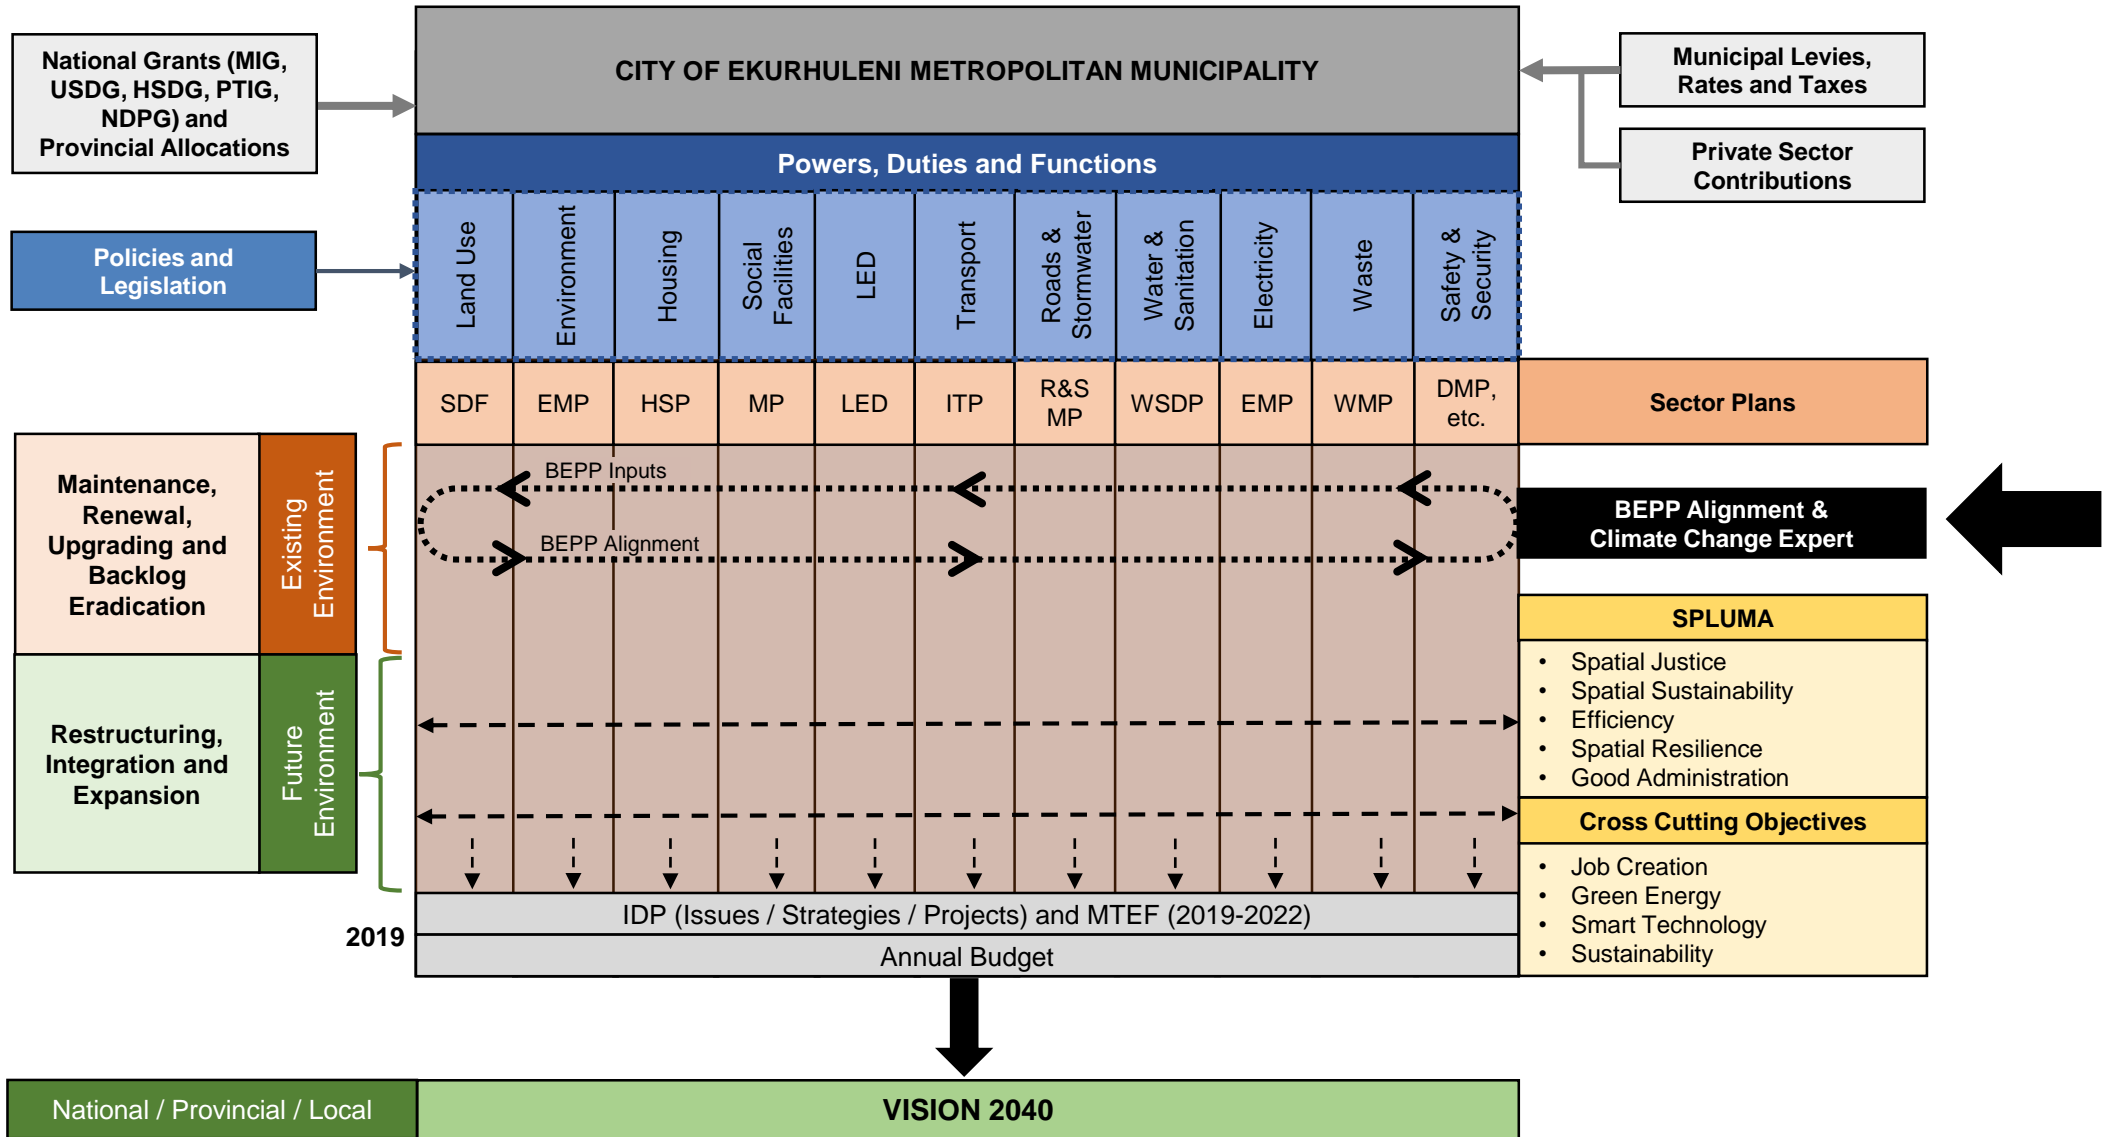 National Grants (MIG,
USDG, HSDG, PTIG,
NDPG) and
Provincial Allocations
CITY OF EKURHULENI METROPOLITAN MUNICIPALITY
Municipal Levies,
Rates and Taxes
Private Sector
Contributions
Powers, Duties and Functions
Policies and
Legislation
Land Use
Environment
Housing
Social
Facilities
LED
Transport
Roads &
Stormwater
Water &
Sanitation
Electricity
Waste
Safety &
Security
SDF
EMP
HSP
MP
LED
ITP
R&S
MP
WSDP
EMP
WMP
DMP,
etc.
Sector Plans
Maintenance,
Renewal,
Upgrading and
Backlog
Eradication
Existing
Environment
BEPP Inputs
BEPP Alignment
BEPP Alignment &
Climate Change Expert
SPLUMA
• Spatial Justice
• Spatial Sustainability
• Efficiency
• Spatial Resilience
• Good Administration
Restructuring,
Integration and
Expansion
Future
Environment
Cross Cutting Objectives
• Job Creation
• Green Energy
• Smart Technology
• Sustainability
2019
IDP (Issues / Strategies / Projects) and MTEF (2019-2022)
Annual Budget
National / Provincial / Local
VISION 2040